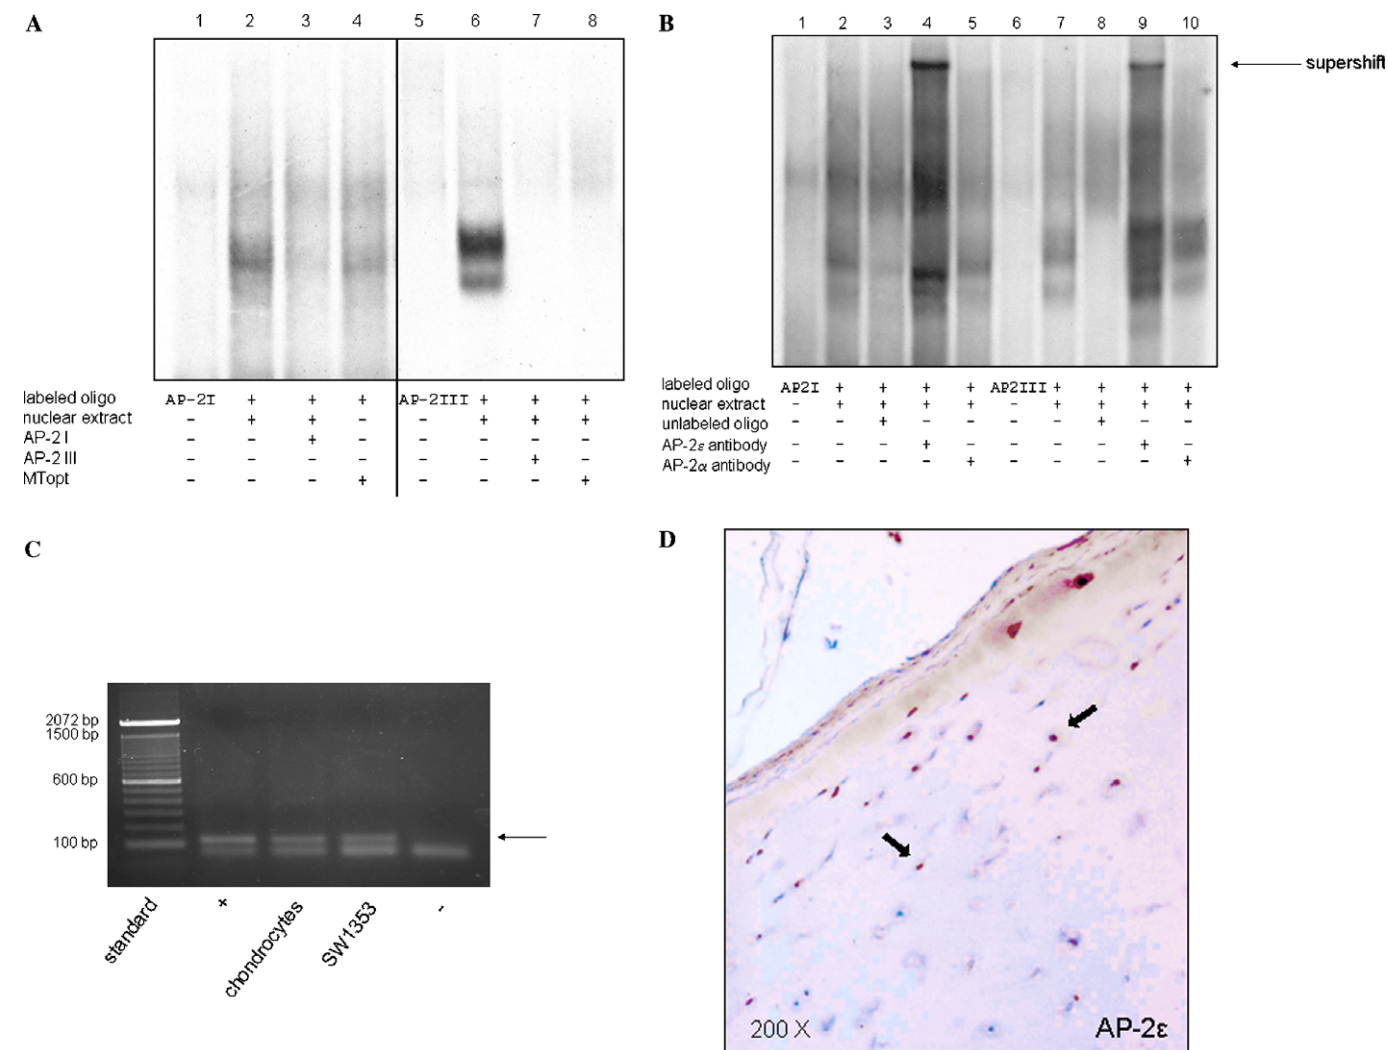 A
1 2 3 4 5 6 7 8
labeled oligo AP-2I + + + AP-2III + + +
nuclear extract − + + + − + + +
AP-2 I − − + − − − − −
AP-2 III − − − − − − + −
MTopt − − − + − − − +
B
1 2 3 4 5 6 7 8 9 10
supershift
labeled oligo AP2I + + + + AP2III + + + +
nuclear extract − + + + + − + + + +
unlabeled oligo − − + − − − − + − −
AP-2ε antibody − − − + − − − − + −
AP-2α antibody − − − − + − − − − +
C
2072 bp
1500 bp
600 bp
100 bp
standard
+
chondrocytes
SW1353
-
D
200 X
AP-2ε